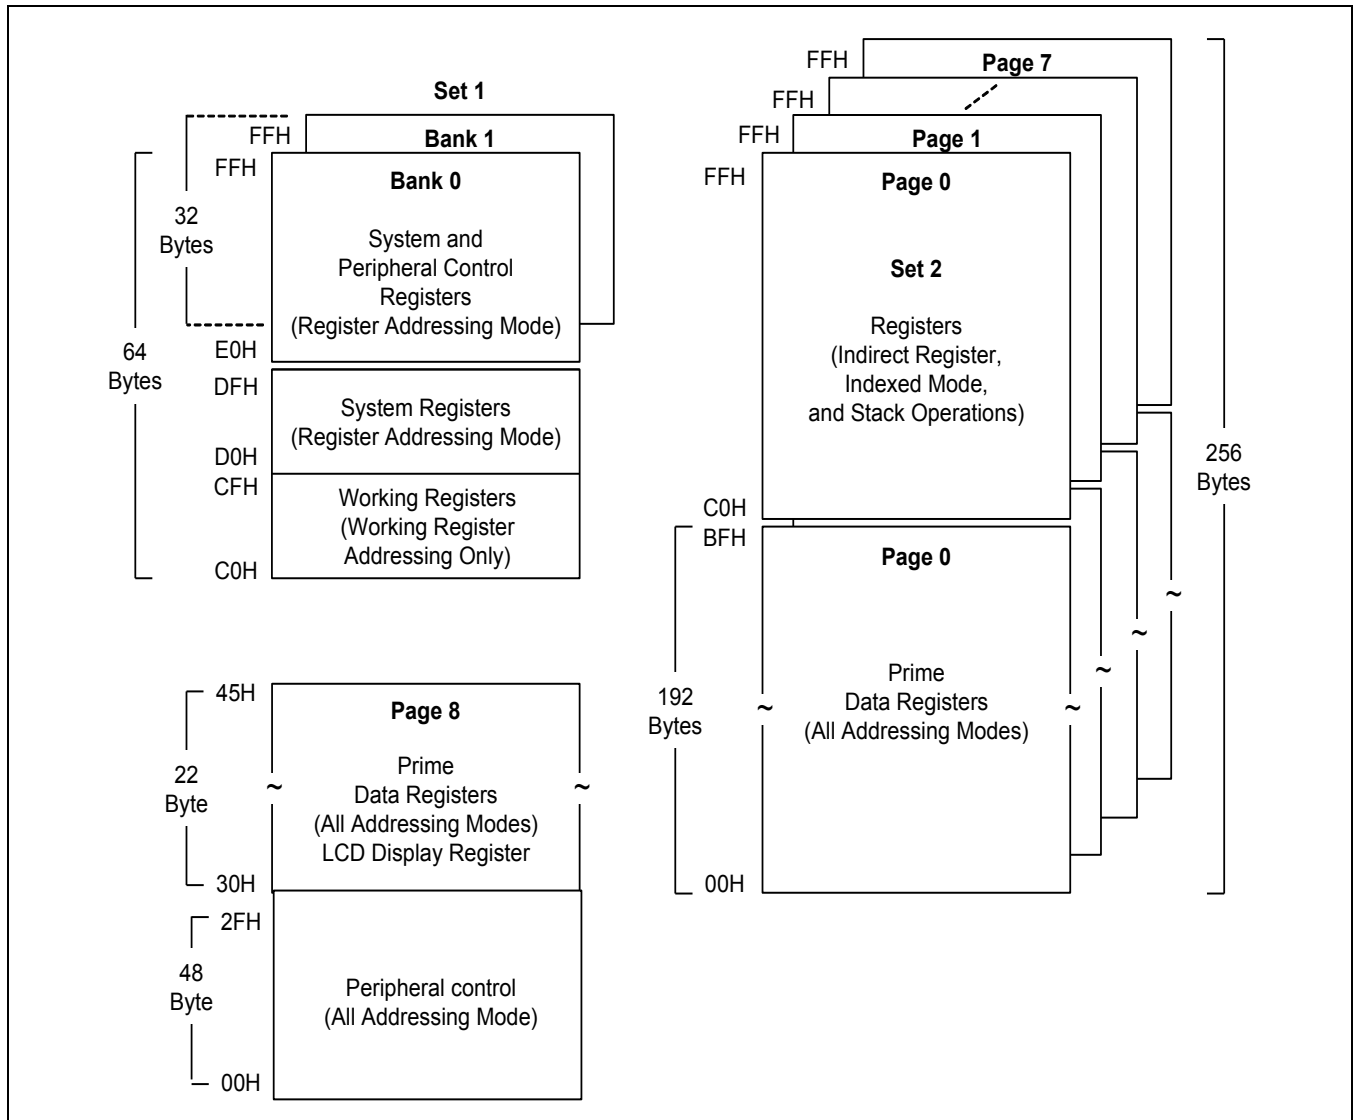 Set 1
FFH
Bank 1
FFH
Bank 0
32
Bytes
System and
Peripheral Control
Registers
(Register Addressing Mode)
64
Bytes
E0H
DFH
System Registers
(Register Addressing Mode)
D0H
CFH
Working Registers
(Working Register
Addressing Only)
C0H
45H
Page 8
22
Byte
Prime
Data Registers
(All Addressing Modes)
LCD Display Register
~
~
30H
2FH
48
Byte
Peripheral control
(All Addressing Mode)
00H
FFH
Page 7
FFH
FFH
Page 1
FFH
Page 0
Set 2
Registers
(Indirect Register,
Indexed Mode,
and Stack Operations)
256
Bytes
C0H
BFH
Page 0
192
Bytes
Prime
Data Registers
(All Addressing Modes)
~
~
~
~
~
00H